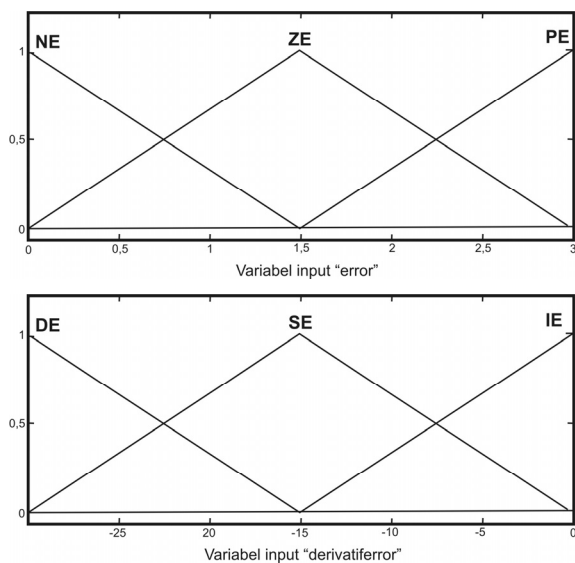 NE ZE PE
1
0,5
0
0 0,5 1 1,5 2 2,5 3
Variabel input “error”
DE SE IE
1
0,5
0
-25 20 -15 -10 -5 0
Variabel input “derivatiferror”